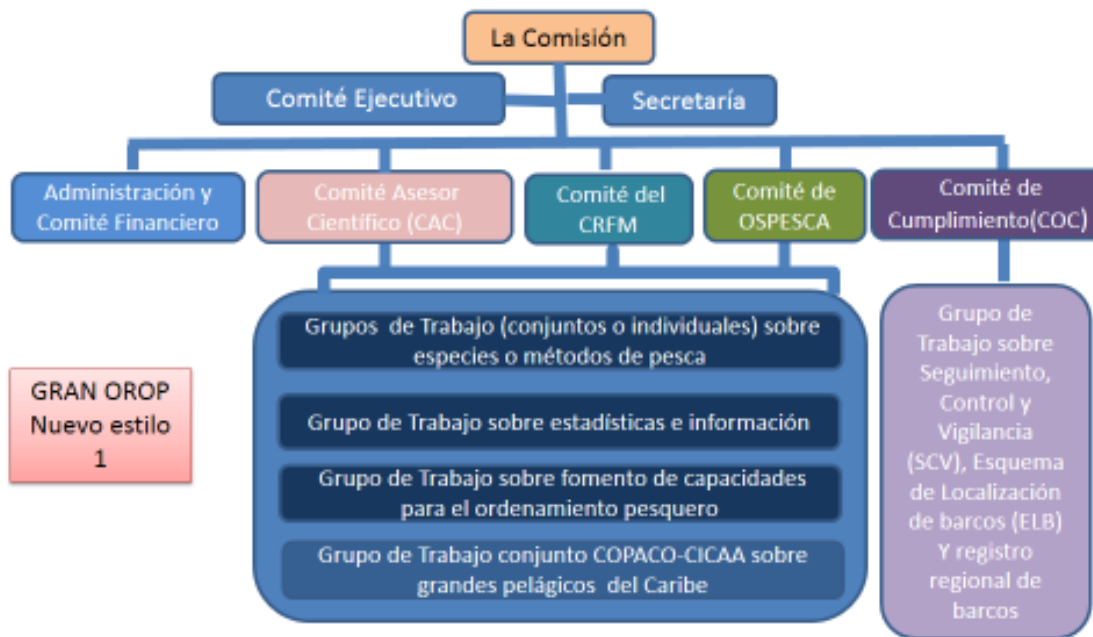 La Comisión
Comité Ejecutivo
Secretaría
Administración y
Comité Financiero
Comité Asesor
Científico (CAC)
Comité del
CRFM
Comité de
OSPESCA
Comité de
Cumplimiento(COC)
Grupos de Trabajo (conjuntos o individuales) sobre
especies o métodos de pesca
Grupo de Trabajo sobre estadísticas e información
Grupo de Trabajo sobre fomento de capacidades
para el ordenamiento pesquero
Grupo de Trabajo conjunto COPACO-CICAA sobre
grandes pelágicos del Caribe
Grupo de
Trabajo sobre
Seguimiento,
Control y
Vigilancia
(SCV), Esquema
de Localización
de barcos (ELB)
Y registro
regional de
barcos
GRAN OROP
Nuevo estilo
1